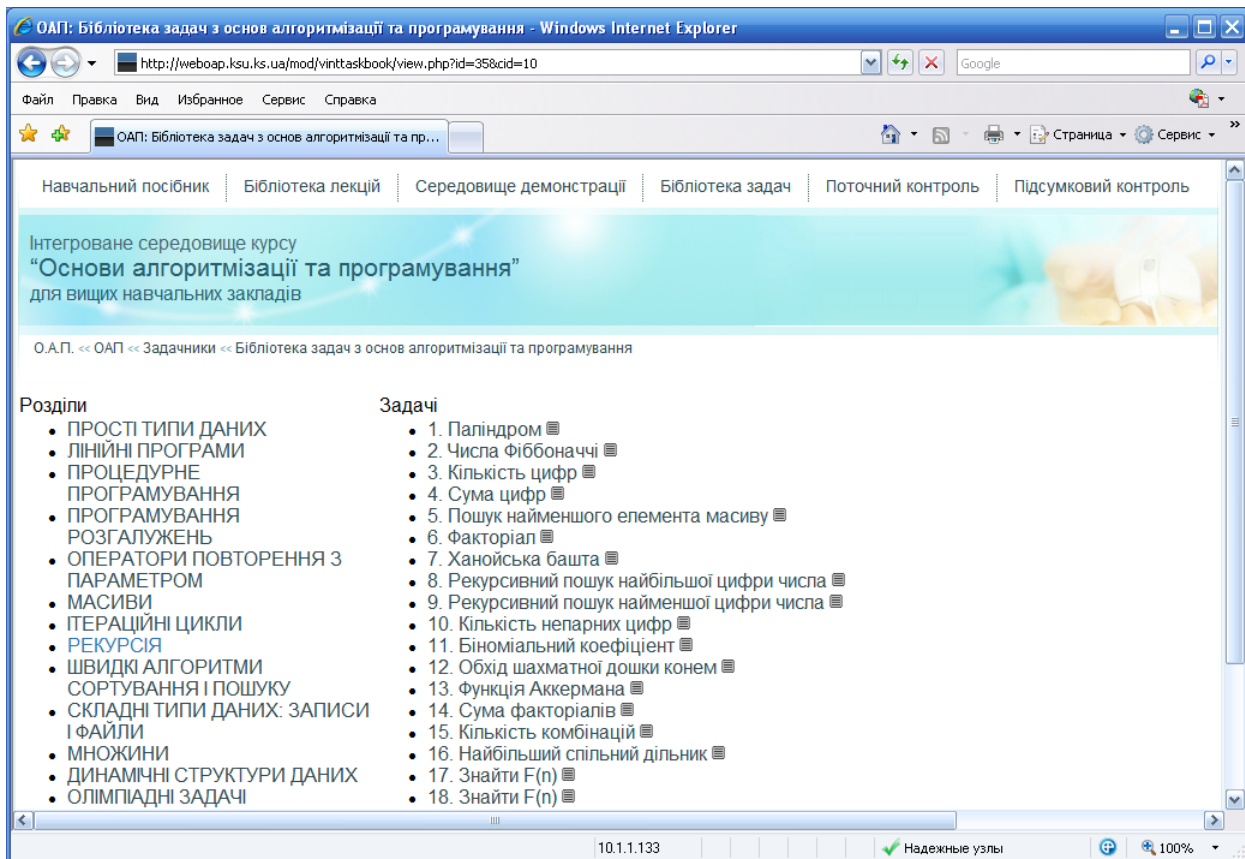 ОАП: Бібліотека задач з основ алгоритмізації та програмування - Windows Internet Explorer
http://weboap.ksu.ks.ua/mod/vinttaskbook/view.php?id=35&cid=10
Google
Файл Правка Вид Избранное Сервис Справка
ОАП: Бібліотека задач з основ алгоритмізації та пр...
Страница
Сервис
Навчальний посібник
Бібліотека лекцій
Середовище демонстрації
Бібліотека задач
Поточний контроль
Підсумковий контроль
Інтегроване середовище курсу
“Основи алгоритмізації та програмування”
для вищих навчальних закладів
О.А.П. << ОАП << Задачники << Бібліотека задач з основ алгоритмізації та програмування
Розділи
ПРОСТІ ТИПИ ДАНИХ
ЛІНІЙНІ ПРОГРАМИ
ПРОЦЕДУРНЕ
ПРОГРАМУВАННЯ
ПРОГРАМУВАННЯ
РОЗГАЛУЖЕНЬ
ОПЕРАТОРИ ПОВТОРЕННЯ З
ПАРАМЕТРОМ
МАСИВИ
ІТЕРАЦІЙНІ ЦИКЛИ
РЕКУРСІЯ
ШВИДКІ АЛГОРИТМИ
СОРТУВАННЯ І ПОШУКУ
СКЛАДНІ ТИПИ ДАНИХ: ЗАПИСИ
І ФАЙЛИ
МНОЖИНИ
ДИНАМІЧНІ СТРУКТУРИ ДАНИХ
ОЛІМПІАДНІ ЗАДАЧІ
Задачі
1. Паліндром
2. Числа Фіббоначчі
3. Кількість цифр
4. Сума цифр
5. Пошук найменшого елемента масиву
6. Факторіал
7. Ханойська башта
8. Рекурсивний пошук найбільшої цифри числа
9. Рекурсивний пошук найменшої цифри числа
10. Кількість непарних цифр
11. Біноміальний коефіцієнт
12. Обхід шахматної дошки конем
13. Функція Аккермана
14. Сума факторіалів
15. Кількість комбінацій
16. Найбільший спільний дільник
17. Знайти F(n)
18. Знайти F(n)
10.1.1.133
Надежные узлы
100%